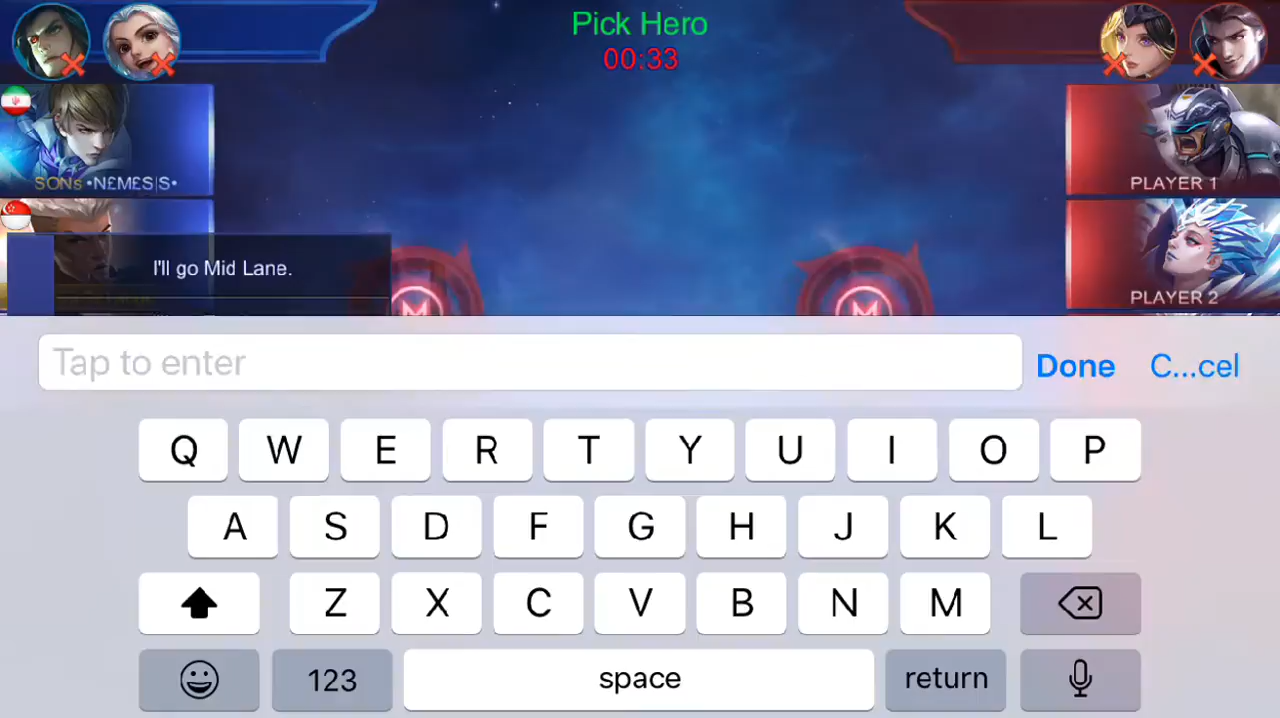 Pick Hero
00:33
SONs •N£M£S|S•
PLAYER 1
I'll go Mid Lane.
PLAYER 2
Tap to enter
Done
C...cel
Q W E R T Y U I O P
A S D F G H J K L
Z X C V B N M
123
space
return